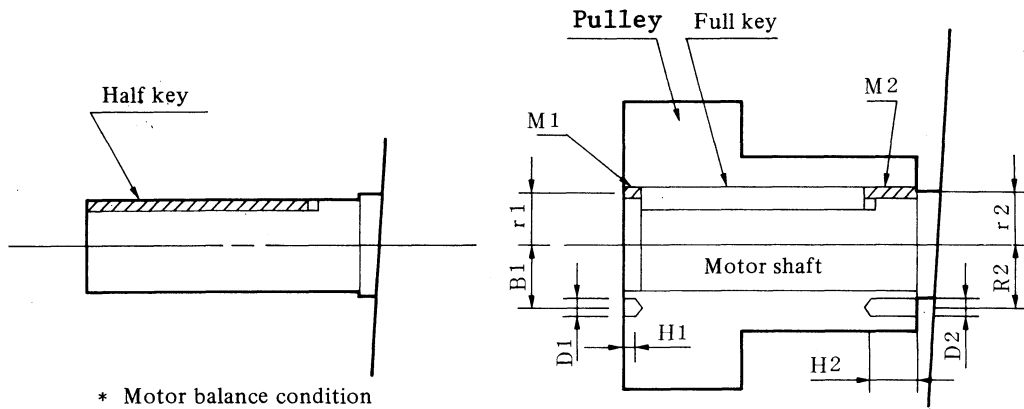 Half key
* Motor balance condition
Pulley
Full key
M1
M2
r1
r2
Motor shaft
B1
R2
D1
H1
H2
D2